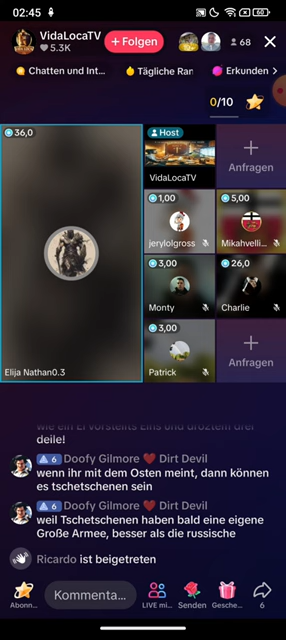 02:45
60
VidaLocaTV
5.3K
+ Folgen
68
Chatten und Int...
Tägliche Ran
Erkunden >
0/10
36,0
Host
VidaLocaTV
Anfragen
1,00
jerylolgross
5,00
Mikahvelli...
3,00
Monty
26,0
Charlie
Elija Nathan0.3
3,00
Patrick
Anfragen
deile!
6 Doofy Gilmore ❤ Dirt Devil
wenn ihr mit dem Osten meint, dann können
es tschetschenen sein
6 Doofy Gilmore ❤ Dirt Devil
weil Tschetschenen haben bald eine eigene
Große Armee, besser als die russische
Ricardo ist beigetreten
Abonn...
Kommenta...
LIVE mi...
Senden
Gesche...
6